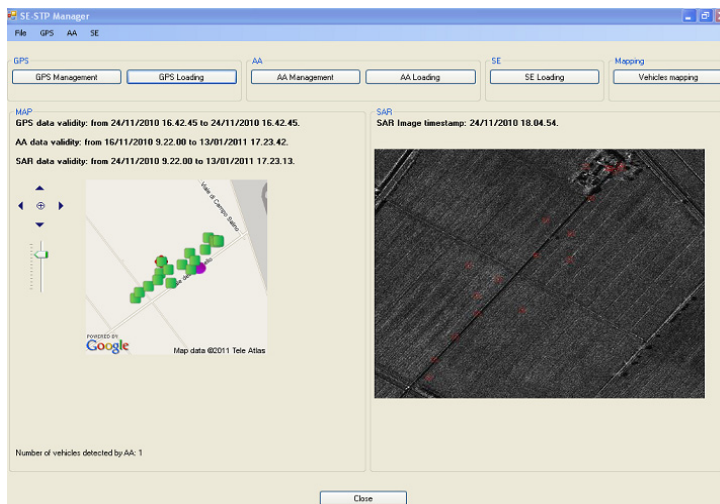 SE-STP Manager
File GPS AA SE
GPS
GPS Management
GPS Loading
AA
AA Management
AA Loading
SE
SE Loading
Mapping
Vehicles mapping
MAP
GPS data validity: from 24/11/2010 16.42.45 to 24/11/2010 16.42.45.
AA data validity: from 16/11/2010 9.22.00 to 13/01/2011 17.23.42.
SAR data validity: from 24/11/2010 9.22.00 to 13/01/2011 17.23.13.
Viale di Campo Salino
POWERED BY
Google
Map data ©2011 Tele Atlas
Number of vehicles detected by AA: 1
SAR
SAR Image timestamp: 24/11/2010 18.04.54.
Close